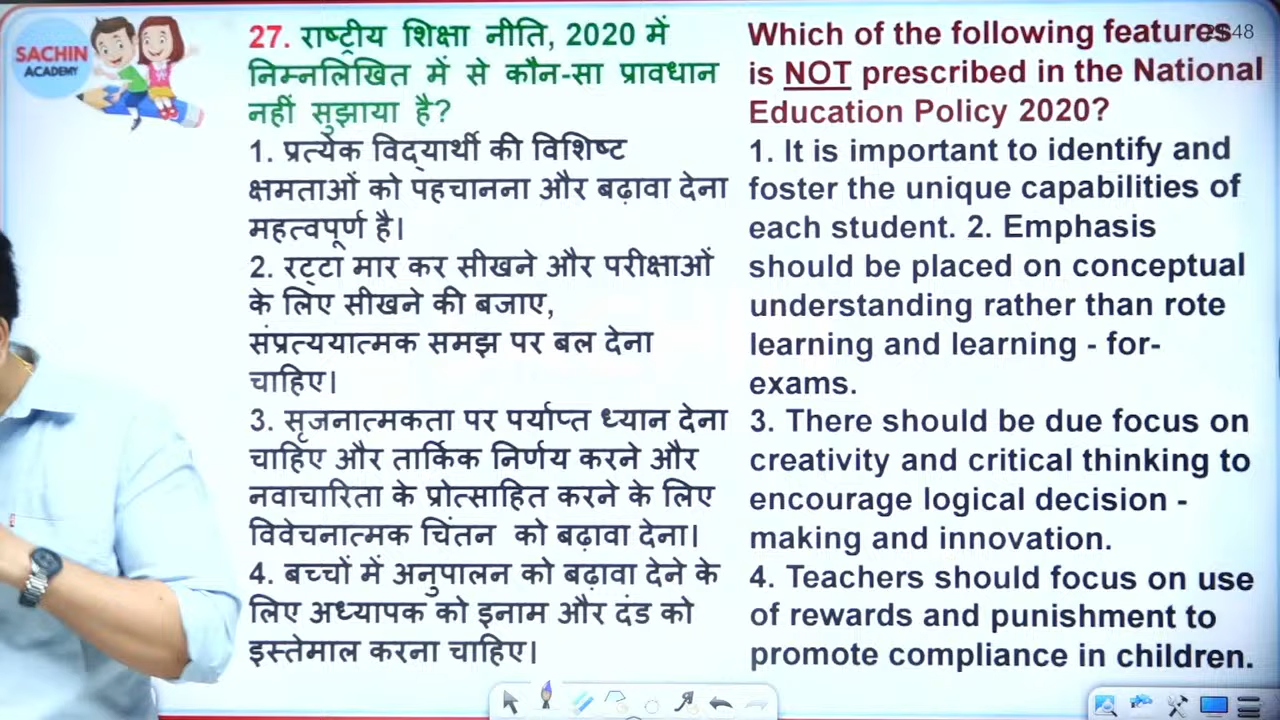 SACHIN
ACADEMY
27. राष्ट्रीय शिक्षा नीति, 2020 में
निम्नलिखित में से कौन-सा प्रावधान
नहीं सुझाया है?
1. प्रत्येक विद्यार्थी की विशिष्ट
क्षमताओं को पहचानना और बढ़ावा देना
महत्वपूर्ण है।
2. रट्टा मार कर सीखने और परीक्षाओं
के लिए सीखने की बजाए,
संप्रत्ययात्मक समझ पर बल देना
चाहिए।
3. सृजनात्मकता पर पर्याप्त ध्यान देना
चाहिए और तार्किक निर्णय करने और
नवाचारिता के प्रोत्साहित करने के लिए
विवेचनात्मक चिंतन को बढ़ावा देना।
4. बच्चों में अनुपालन को बढ़ावा देने के
लिए अध्यापक को इनाम और दंड को
इस्तेमाल करना चाहिए।
Which of the following features
is NOT prescribed in the National
Education Policy 2020?
1. It is important to identify and
foster the unique capabilities of
each student. 2. Emphasis
should be placed on conceptual
understanding rather than rote
learning and learning - for-
exams.
3. There should be due focus on
creativity and critical thinking to
encourage logical decision -
making and innovation.
4. Teachers should focus on use
of rewards and punishment to
promote compliance in children.